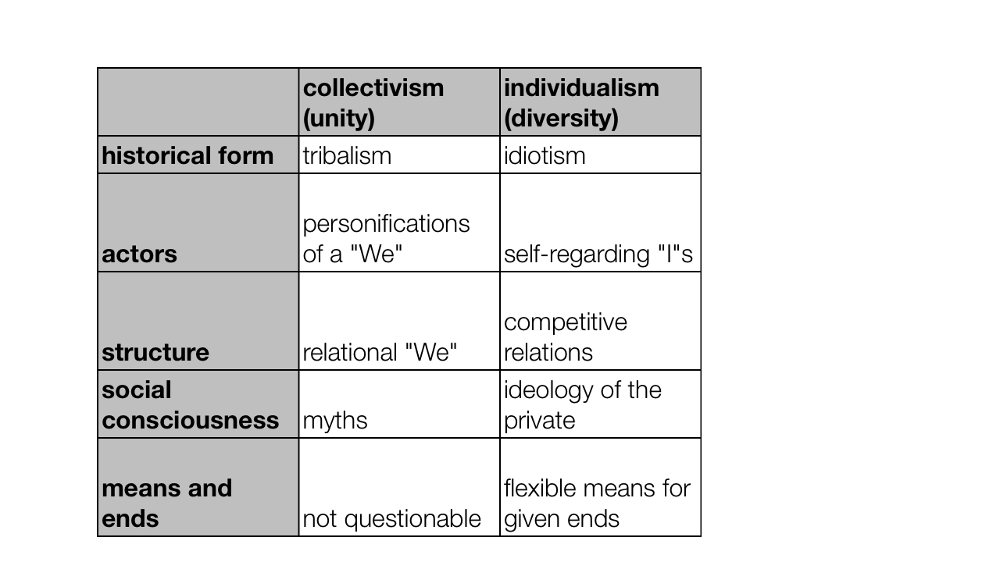 collectivism
(unity)
individualism
(diversity)
historical form
tribalism
idiotism
actors
personifications
of a "We"
self-regarding "I"s
structure
relational "We"
competitive
relations
social
consciousness
myths
ideology of the
private
means and
ends
not questionable
flexible means for
given ends